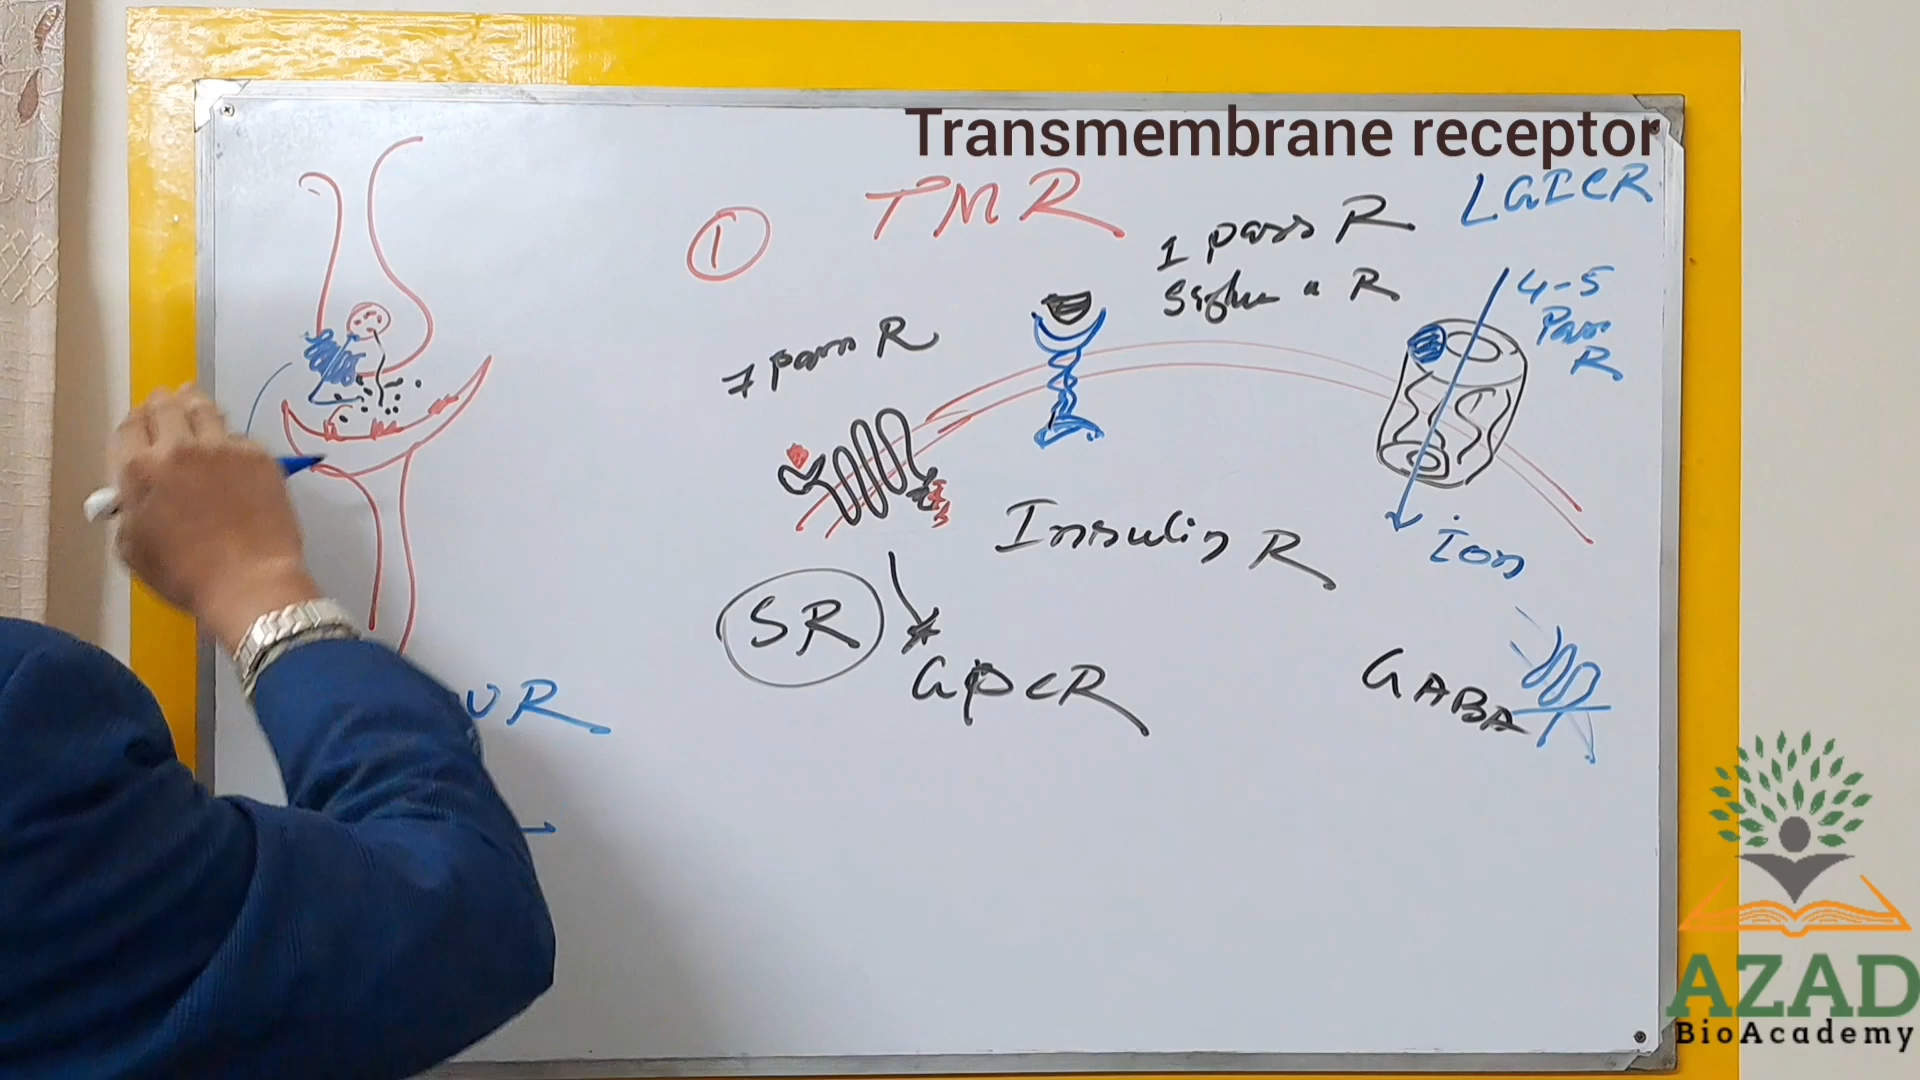 Transmembrane receptor
① TMR
LGICR
1 pass R
Single " R
4-5
Pass
R
7 pass R
Insulin R
ion
SR
GPCR
GABA
UR
AZAD
BioAcademy